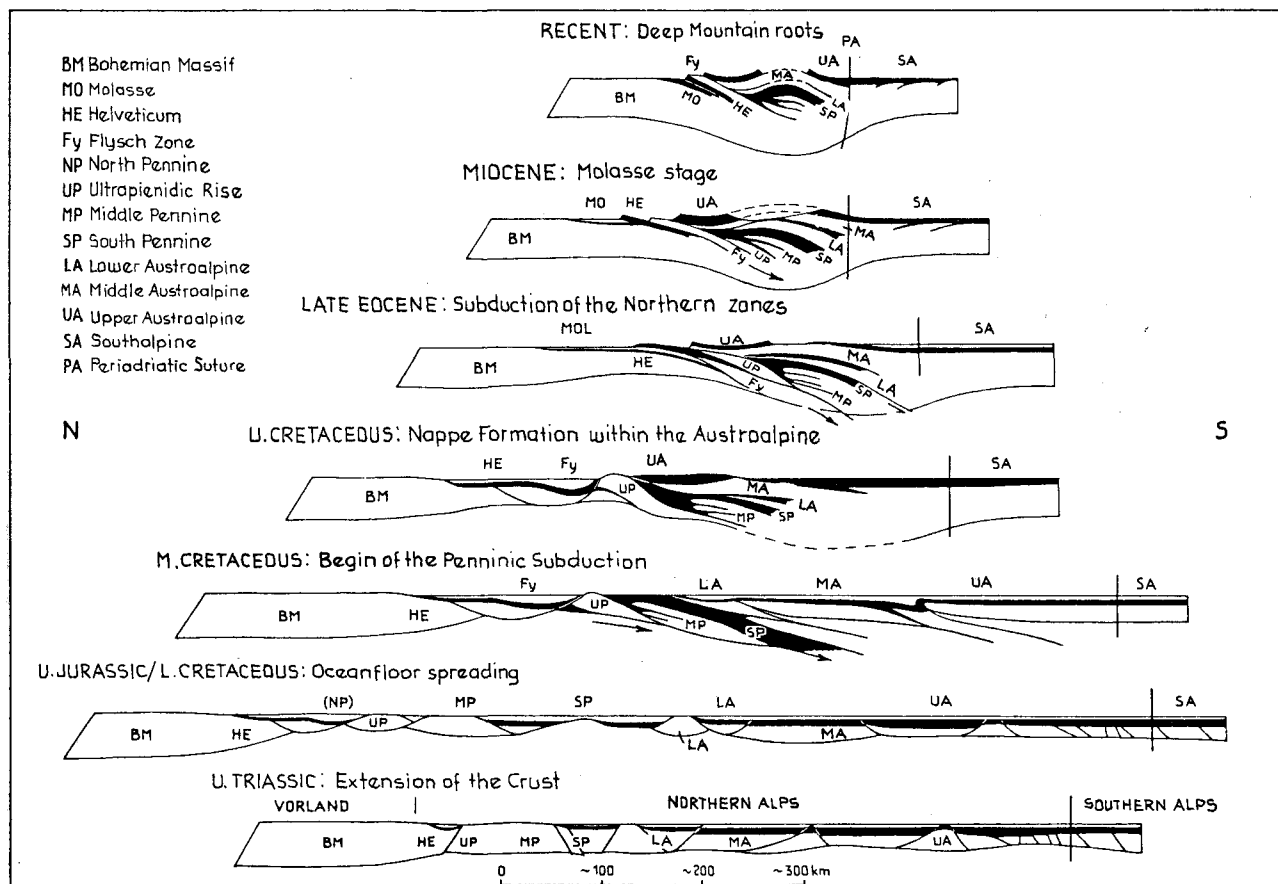 RECENT: Deep Mountain roots
PA
Fy UA SA
MA
BM MO HE LA SP
BM Bohemian Massif
MO Molasse
HE Helveticum
Fy Flysch Zone
NP North Pennine
UP Ultrapienidic Rise
MP Middle Pennine
SP South Pennine
LA Lower Austroalpine
MA Middle Austroalpine
UA Upper Austroalpine
SA Southalpine
PA Periadriatic Suture
MIOCENE: Molasse stage
MO HE UA SA
BM Fy UP MP SP LA MA
LATE EOCENE: Subduction of the Northern zones
MOL UA SA
BM HE Fy UP MP SP LA MA
N S
U.CRETACEOUS: Nappe Formation within the Austroalpine
HE Fy UA SA
BM UP MP SP LA MA
M.CRETACEOUS: Begin of the Penninic Subduction
Fy LA MA UA SA
BM HE UP MP SP
U.JURASSIC/L.CRETACEOUS: Oceanfloor spreading
(NP) MP SP LA UA SA
BM HE UP LA MA
U.TRIASSIC: Extension of the Crust
VORLAND NORTHERN ALPS SOUTHERN ALPS
BM HE UP MP SP LA MA UA
0 ~100 ~200 ~300 km